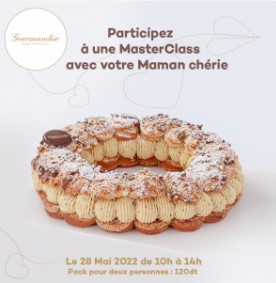 Gourmandise
Participez
à une MasterClass
avec votre Maman chérie
Le 28 Mai 2022 de 10h à 14h
Pack pour deux personnes : 120dt